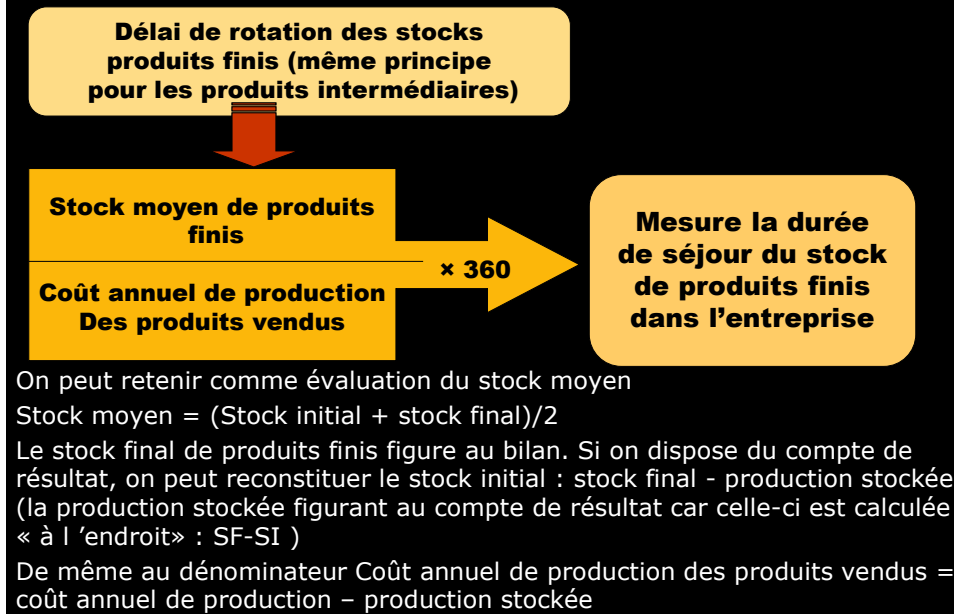 Délai de rotation des stocks
produits finis (même principe
pour les produits intermédiaires)
Stock moyen de produits
finis
Coût annuel de production
Des produits vendus
× 360
Mesure la durée
de séjour du stock
de produits finis
dans l’entreprise
On peut retenir comme évaluation du stock moyen
Stock moyen = (Stock initial + stock final)/2
Le stock final de produits finis figure au bilan. Si on dispose du compte de
résultat, on peut reconstituer le stock initial : stock final - production stockée
(la production stockée figurant au compte de résultat car celle-ci est calculée
« à l ’endroit» : SF-SI )
De même au dénominateur Coût annuel de production des produits vendus =
coût annuel de production – production stockée